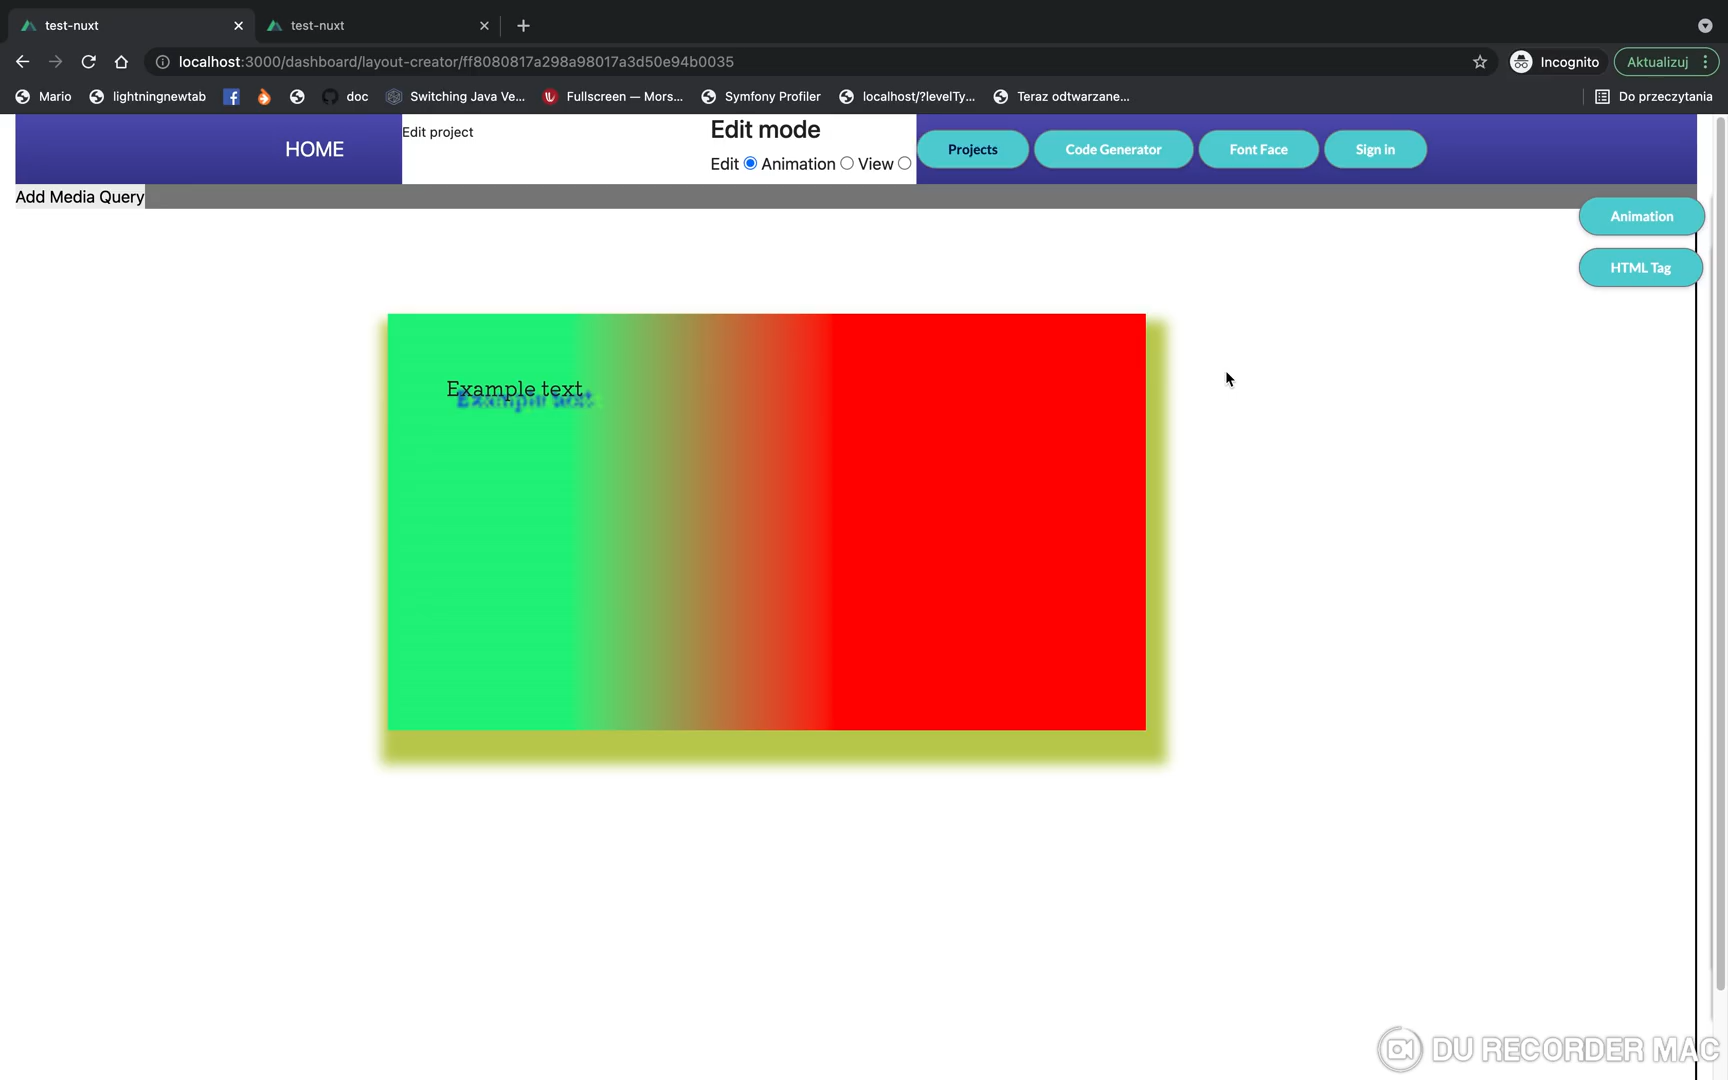 test-nuxt
test-nuxt
localhost:3000/dashboard/layout-creator/ff8080817a298a98017a3d50e94b0035
Incognito
Aktualizuj
Mario
lightningnewtab
doc
Switching Java Ve...
Fullscreen — Mors...
Symfony Profiler
localhost/?levelTy...
Teraz odtwarzane...
Do przeczytania
HOME
Edit project
Edit mode
Edit Animation View
Projects
Code Generator
Font Face
Sign in
Add Media Query
Animation
HTML Tag
Example text
DU RECORDER MAC